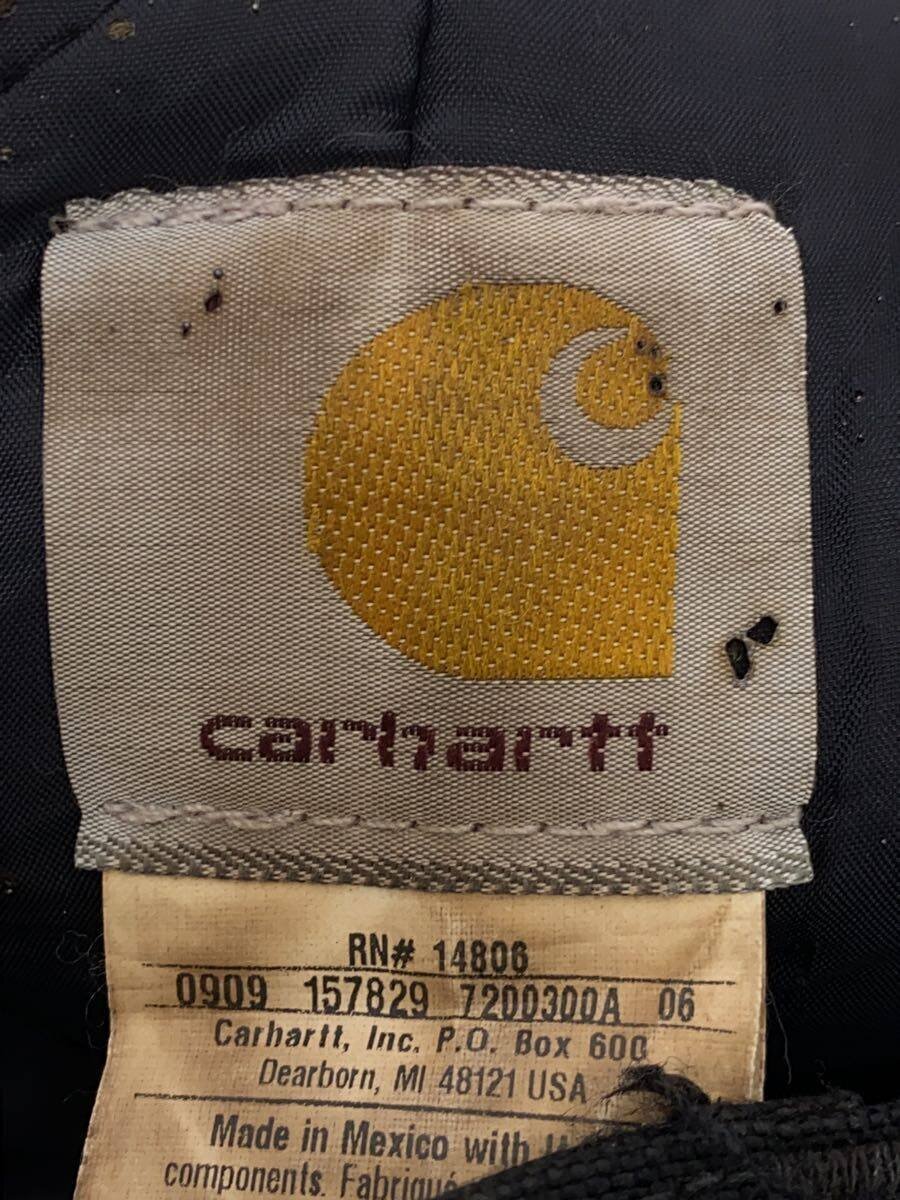 carhartt
RN# 14806
0909 157829 7200300A 06
Carhartt, Inc. P.O. Box 600
Dearborn, MI 48121 USA
Made in Mexico with
components. Fabriqué